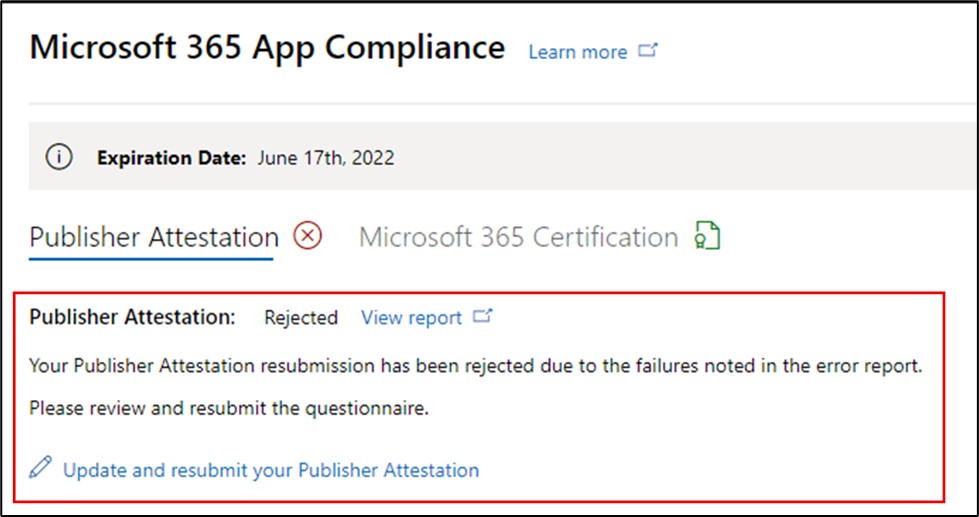 Microsoft 365 App Compliance Learn more
Expiration Date: June 17th, 2022
Publisher Attestation Microsoft 365 Certification
Publisher Attestation: Rejected View report
Your Publisher Attestation resubmission has been rejected due to the failures noted in the error report.
Please review and resubmit the questionnaire.
Update and resubmit your Publisher Attestation